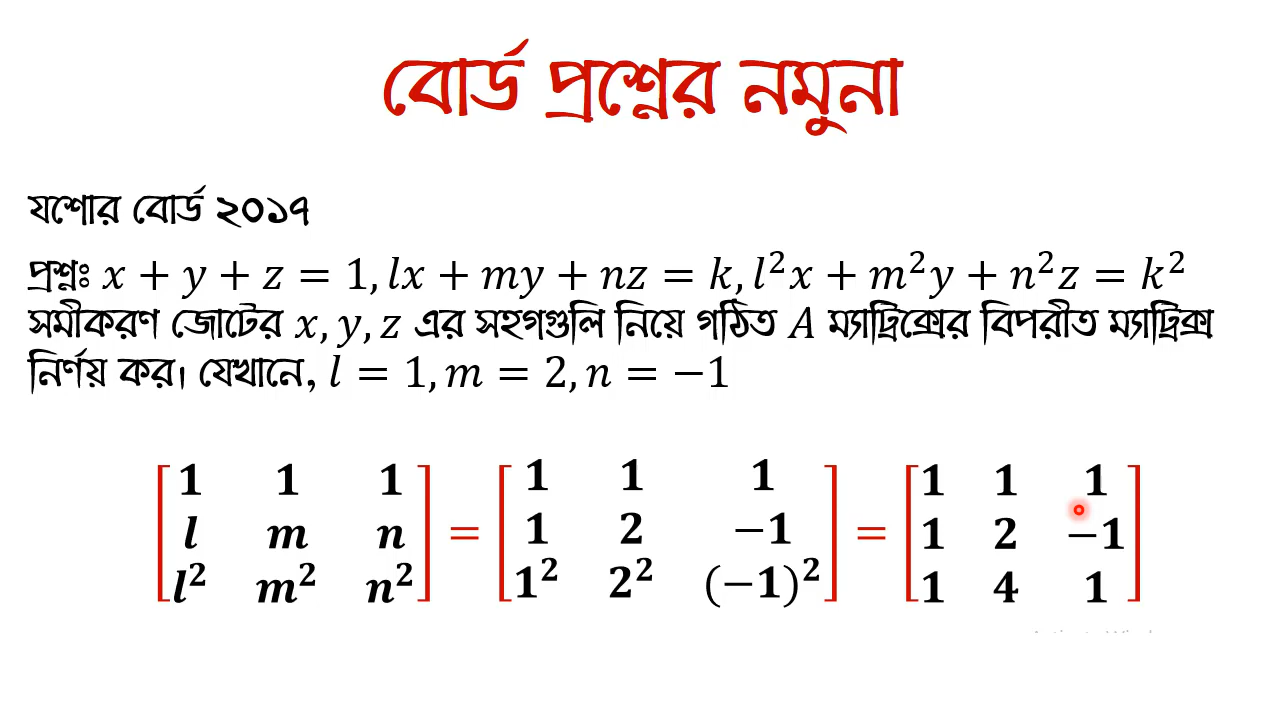 বোর্ড প্রশ্নের নমুনা
যশোর বোর্ড ২০১৭
প্রশ্নঃ x + y + z = 1, lx + my + nz = k, l²x + m²y + n²z = k²
সমীকরণ জোটের x, y, z এর সহগগুলি নিয়ে গঠিত A ম্যাট্রিক্সের বিপরীত ম্যাট্রিক্স
নির্ণয় কর। যেখানে, l = 1, m = 2, n = −1
[1 1 1] [1 1 1] [1 1 1]
[l m n] = [1 2 −1] = [1 2 −1]
[l² m² n²] [1² 2² (−1)²] [1 4 1]